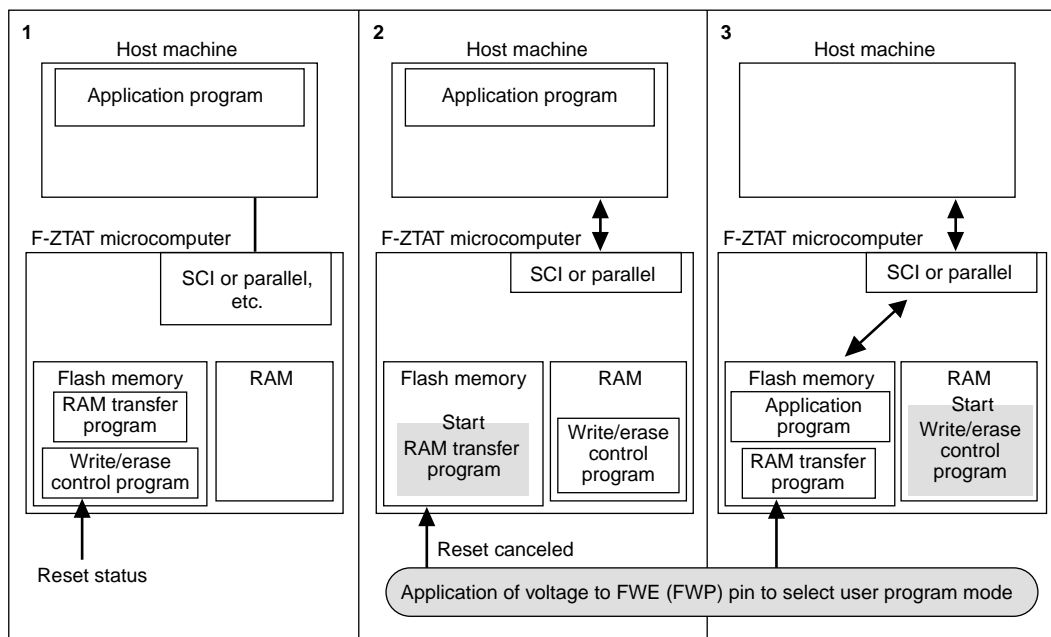 1
Host machine
Application program
F-ZTAT microcomputer
SCI or parallel,
etc.
Flash memory
RAM transfer
program
Write/erase
control program
RAM
Reset status
2
Host machine
Application program
F-ZTAT microcomputer
SCI or parallel
Flash memory
Start
RAM transfer
program
RAM
Write/erase
control
program
Reset canceled
3
Host machine
F-ZTAT microcomputer
SCI or parallel
Flash memory
Application
program
RAM transfer
program
RAM
Start
Write/erase
control
program
Application of voltage to FWE (FWP) pin to select user program mode